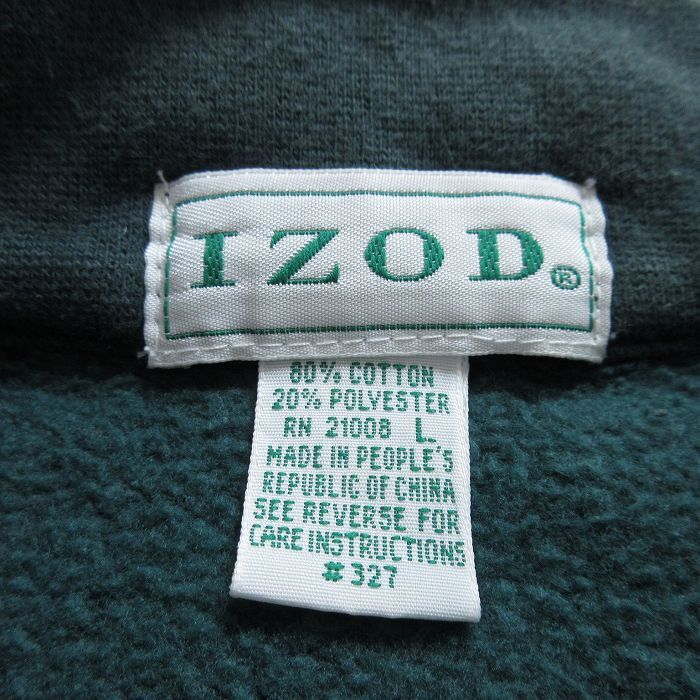 IZOD®
80% COTTON
20% POLYESTER
RN 21008 L
MADE IN PEOPLE'S
REPUBLIC OF CHINA
SEE REVERSE FOR
CARE INSTRUCTIONS
#327